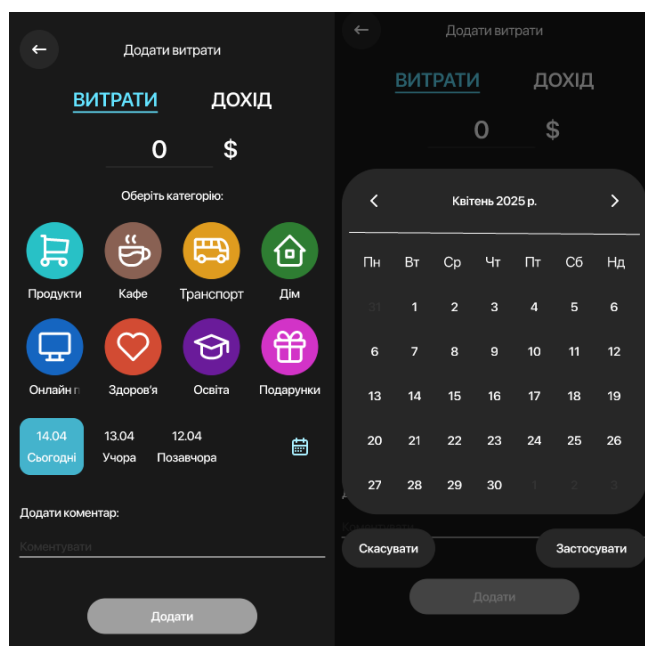 Додати витрати
ВИТРАТИ ДОХІД
0 $
Оберіть категорію:
Продукти Кафе Транспорт Дім
Онлайн п Здоров'я Освіта Подарунки
14.04 13.04 12.04
Сьогодні Учора Позавчора
Додати коментар:
Коментувати
Додати
Додати витрати
ВИТРАТИ ДОХІД
0 $
Квітень 2025 р.
Пн Вт Ср Чт Пт Сб Нд
31 1 2 3 4 5 6
6 7 8 9 10 11 12
13 14 15 16 17 18 19
20 21 22 23 24 25 26
27 28 29 30 1 2 3
Скасувати Застосувати
Додати